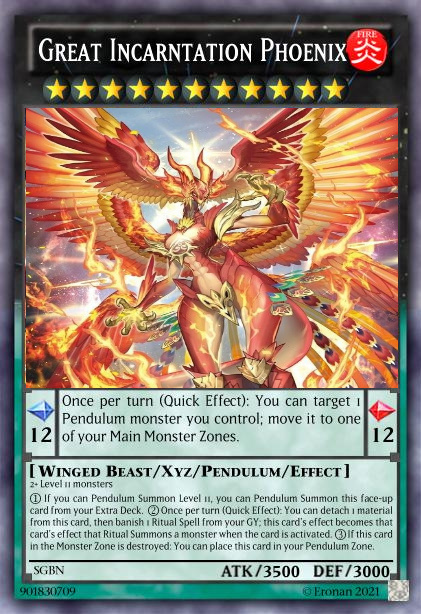 GREAT INCARNTATION PHOENIX
FIRE
炎
Once per turn (Quick Effect): You can target 1
Pendulum monster you control; move it to one
of your Main Monster Zones.
12
12
[WINGED BEAST/XYZ/PENDULUM/EFFECT]
2+ Level 11 monsters
① If you can Pendulum Summon Level 11, you can Pendulum Summon this face-up
card from your Extra Deck. ② Once per turn (Quick Effect): You can detach 1 material
from this card, then banish 1 Ritual Spell from your GY; this card's effect becomes that
card's effect that Ritual Summons a monster when the card is activated. ③ If this card
in the Monster Zone is destroyed: You can place this card in your Pendulum Zone.
SGBN
ATK/3500 DEF/3000
901830709
© Eronan 2021